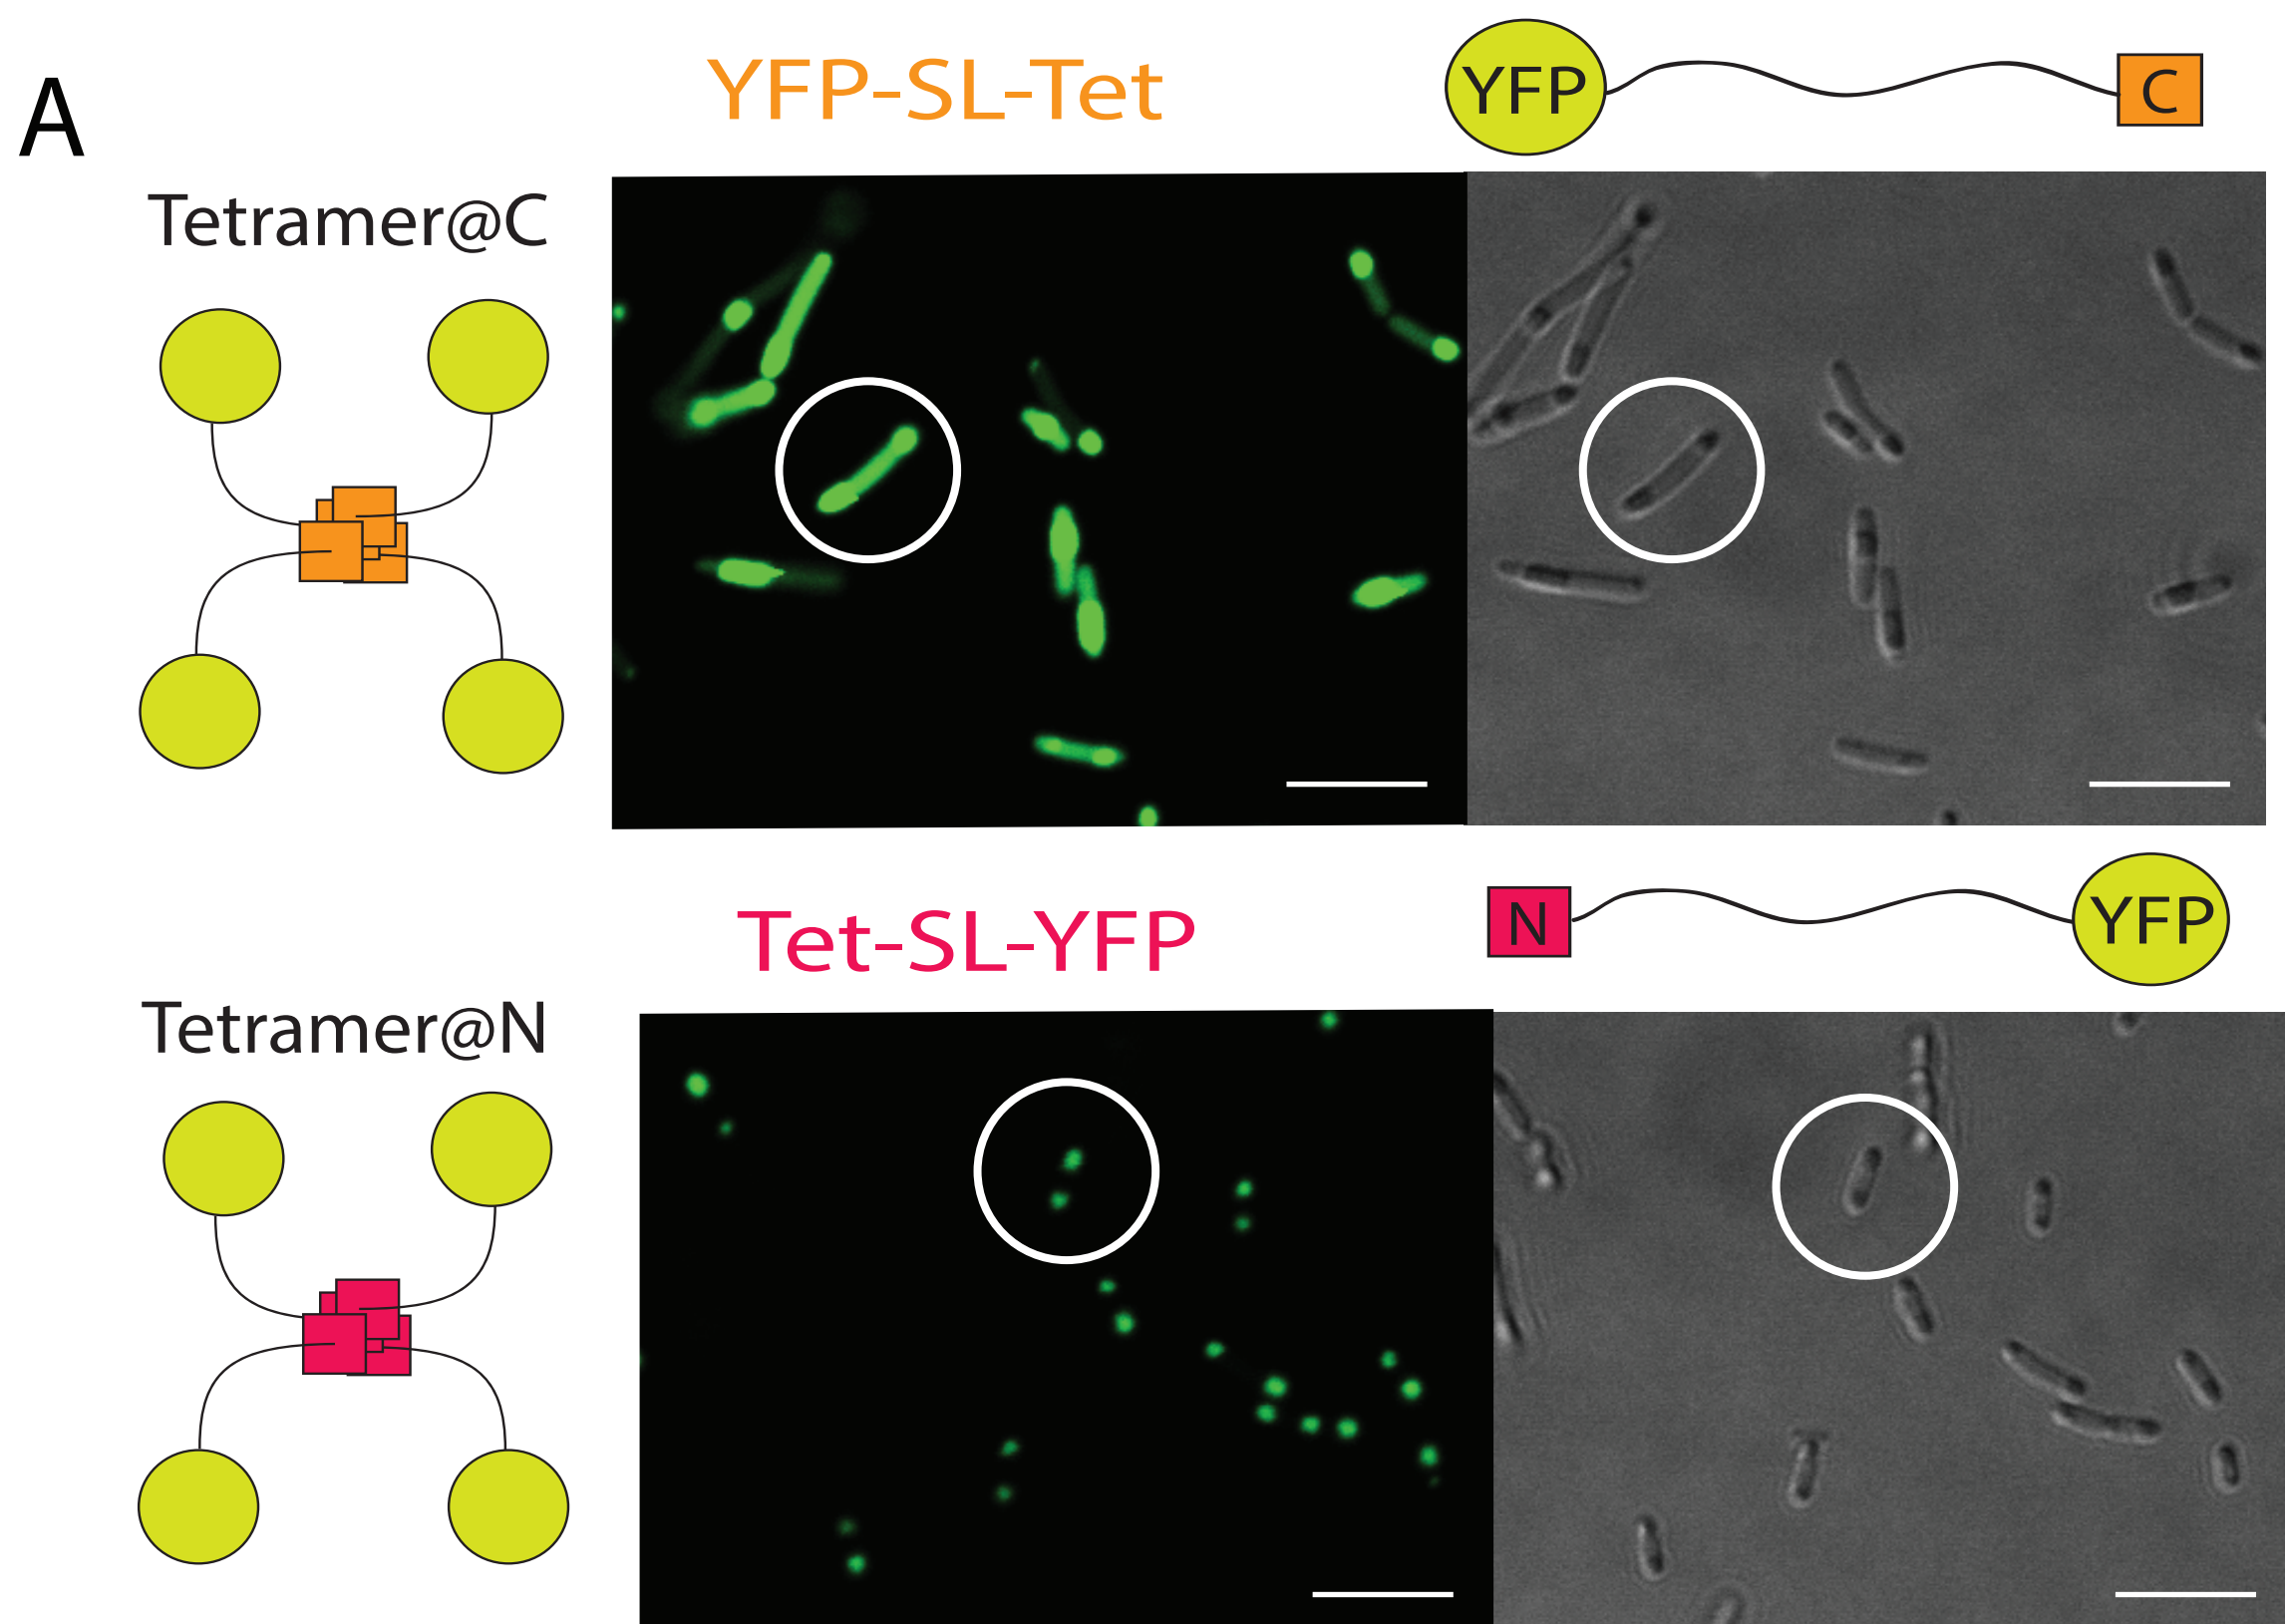 A
YFP-SL-Tet
YFP
C
Tetramer@C
Tet-SL-YFP
N
YFP
Tetramer@N